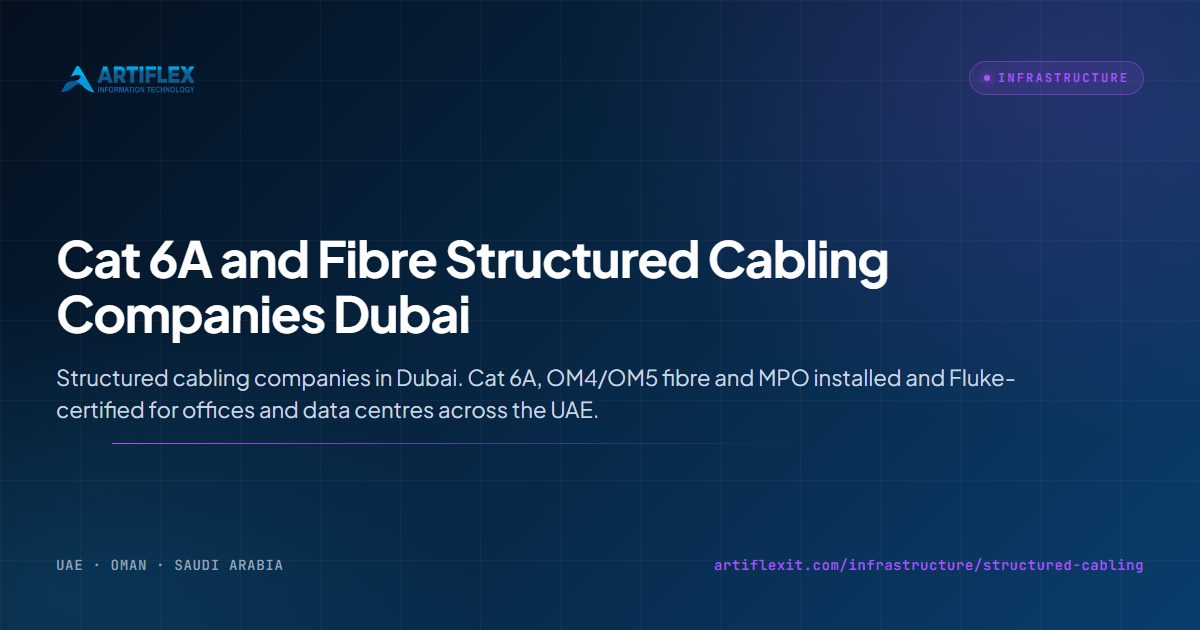 ARTIFLEX
INFORMATION TECHNOLOGY
INFRASTRUCTURE
Cat 6A and Fibre Structured Cabling
Companies Dubai
Structured cabling companies in Dubai. Cat 6A, OM4/OM5 fibre and MPO installed and Fluke-
certified for offices and data centres across the UAE.
UAE · OMAN · SAUDI ARABIA
artiflexit.com/infrastructure/structured-cabling